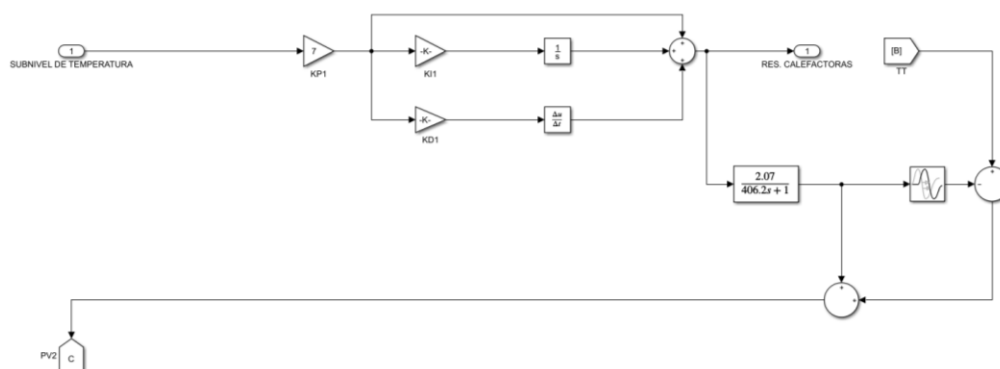 1
SUBNIVEL DE TEMPERATURA
7
KP1
-K-
KI1
1
s
+
+
+
1
RES. CALEFACTORAS
[B]
TT
-K-
KD1
Δu
Δt
2.07
406.2s + 1
+
-
+
+
PV2
C